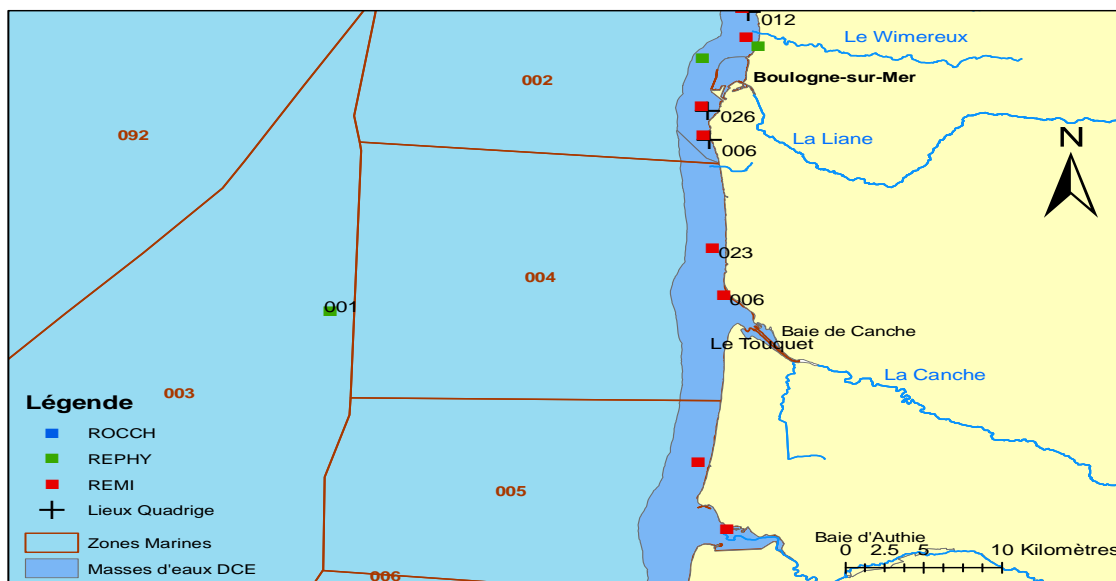 012
Le Wimereux
002
Boulogne-sur-Mer
026
092
La Liane
N
006
023
004
001
006
Baie de Canche
Le Touquet
La Canche
003
Légende
ROCCH
REPHY
REMI
Lieux Quadrige
Zones Marines
Masses d'eaux DCE
005
Baie d'Authie
0 2.5 5 10 Kilomètres
006